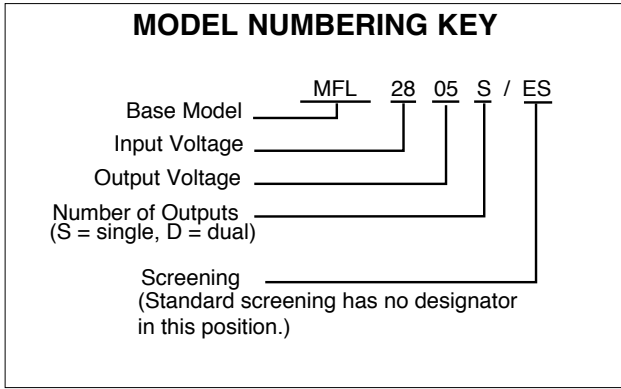 MODEL NUMBERING KEY
MFL 28 05 S / ES
Base Model
Input Voltage
Output Voltage
Number of Outputs
(S = single, D = dual)
Screening
(Standard screening has no designator
in this position.)